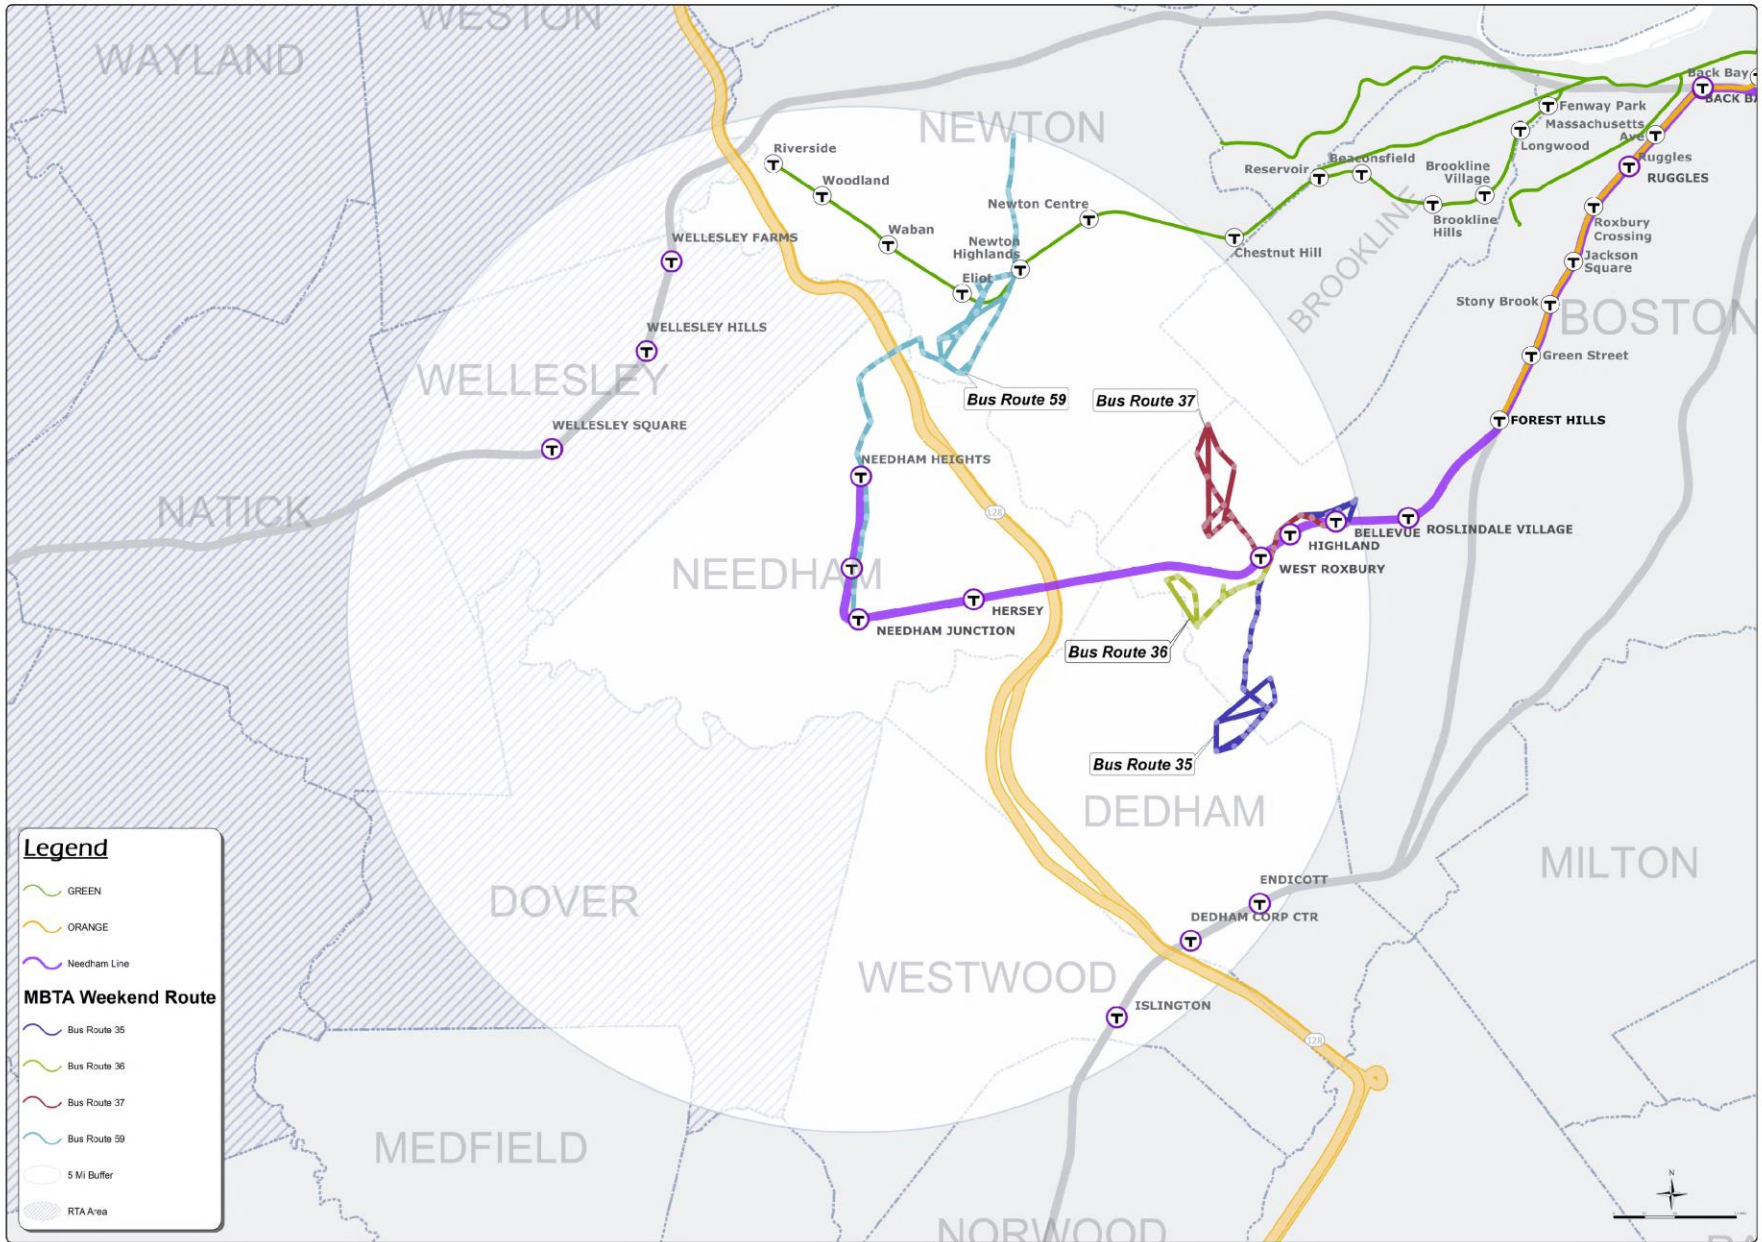 WESTON
WAYLAND
NEWTON
Back Bay
BACK BA
Fenway Park
Massachusetts
Ave
Longwood
Riverside
Woodland
Reservoir
Beaconsfield
Brookline
Village
Ruggles
RUGGLES
Newton Centre
Waban
Newton
Highlands
Brookline
Hills
Roxbury
Crossing
WELLESLEY FARMS
Chestnut Hill
BROOKLINE
Jackson
Square
Eliot
Stony Brook
BOSTON
WELLESLEY HILLS
Green Street
WELLESLEY
Bus Route 59
Bus Route 37
WELLESLEY SQUARE
FOREST HILLS
NEEDHAM HEIGHTS
NATICK
128
BELLEVUE
ROSLINDALE VILLAGE
HIGHLAND
WEST ROXBURY
NEEDHAM
HERSEY
NEEDHAM JUNCTION
Bus Route 36
Bus Route 35
DEDHAM
MILTON
ENDICOTT
DOVER
DEDHAM CORP CTR
WESTWOOD
ISLINGTON
128
MEDFIELD
NORWOOD
N
Legend
GREEN
ORANGE
Needham Line
MBTA Weekend Route
Bus Route 35
Bus Route 36
Bus Route 37
Bus Route 59
5 Mi Buffer
RTA Area